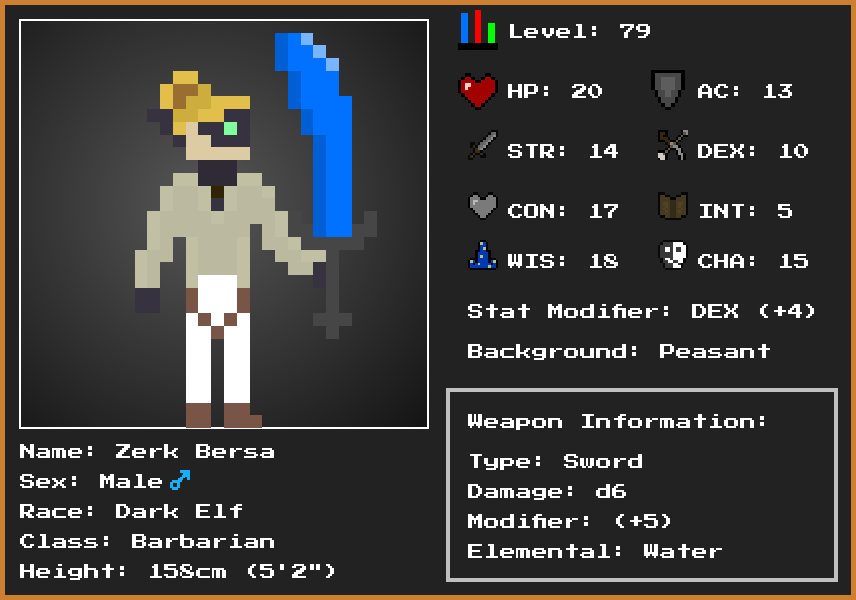 Level: 79
HP: 20
AC: 13
STR: 14
DEX: 10
CON: 17
INT: 5
WIS: 18
CHA: 15
Stat Modifier: DEX (+4)
Background: Peasant
Weapon Information:
Type: Sword
Damage: d6
Modifier: (+5)
Elemental: Water
Name: Zerk Bersa
Sex: Male♂
Race: Dark Elf
Class: Barbarian
Height: 158cm (5'2")